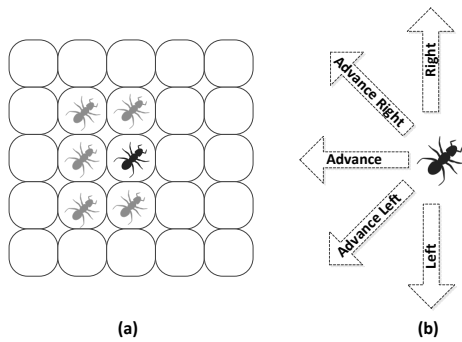 Right
Advance Right
Advance
Advance Left
Left
(a)
(b)